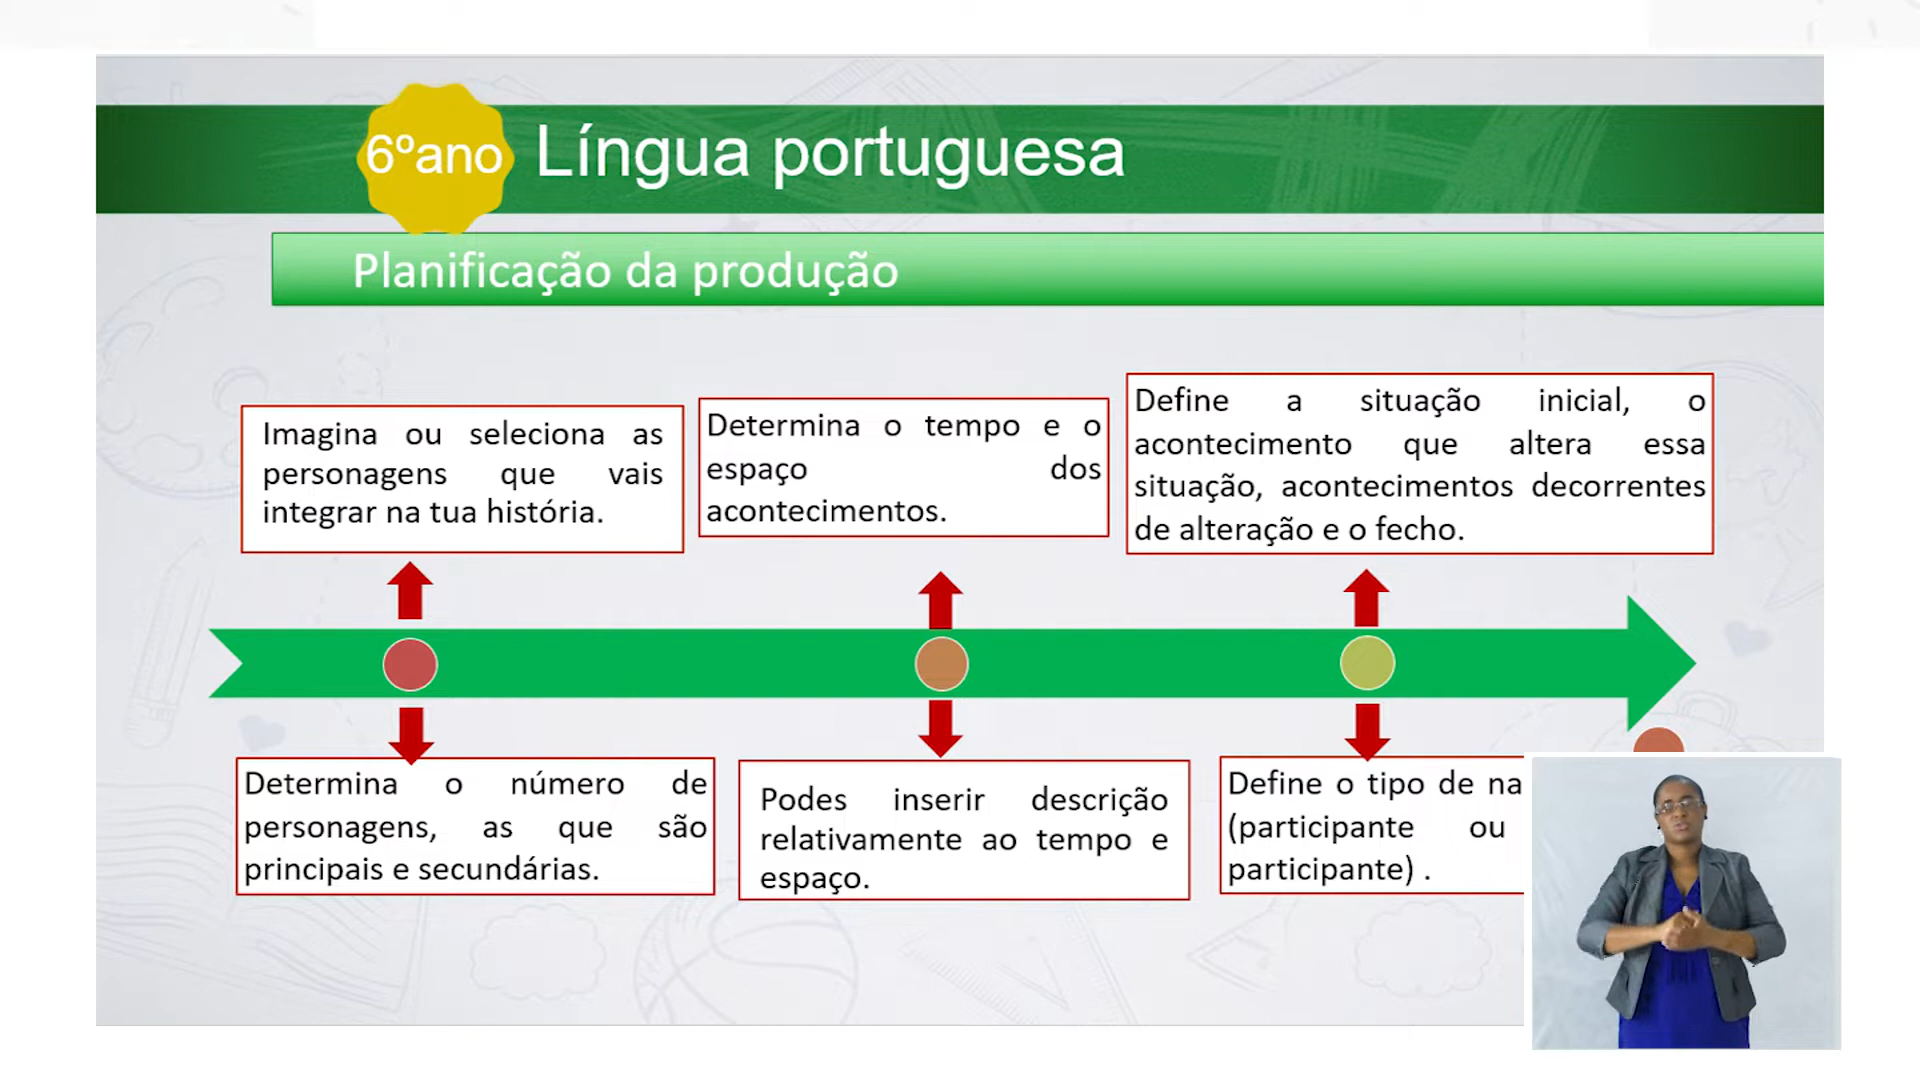 6ºano
Língua portuguesa
Planificação da produção
Imagina ou seleciona as
personagens que vais
integrar na tua história.
Determina o tempo e o
espaço dos
acontecimentos.
Define a situação inicial, o
acontecimento que altera essa
situação, acontecimentos decorrentes
de alteração e o fecho.
Determina o número de
personagens, as que são
principais e secundárias.
Podes inserir descrição
relativamente ao tempo e
espaço.
Define o tipo de na
(participante ou
participante) .